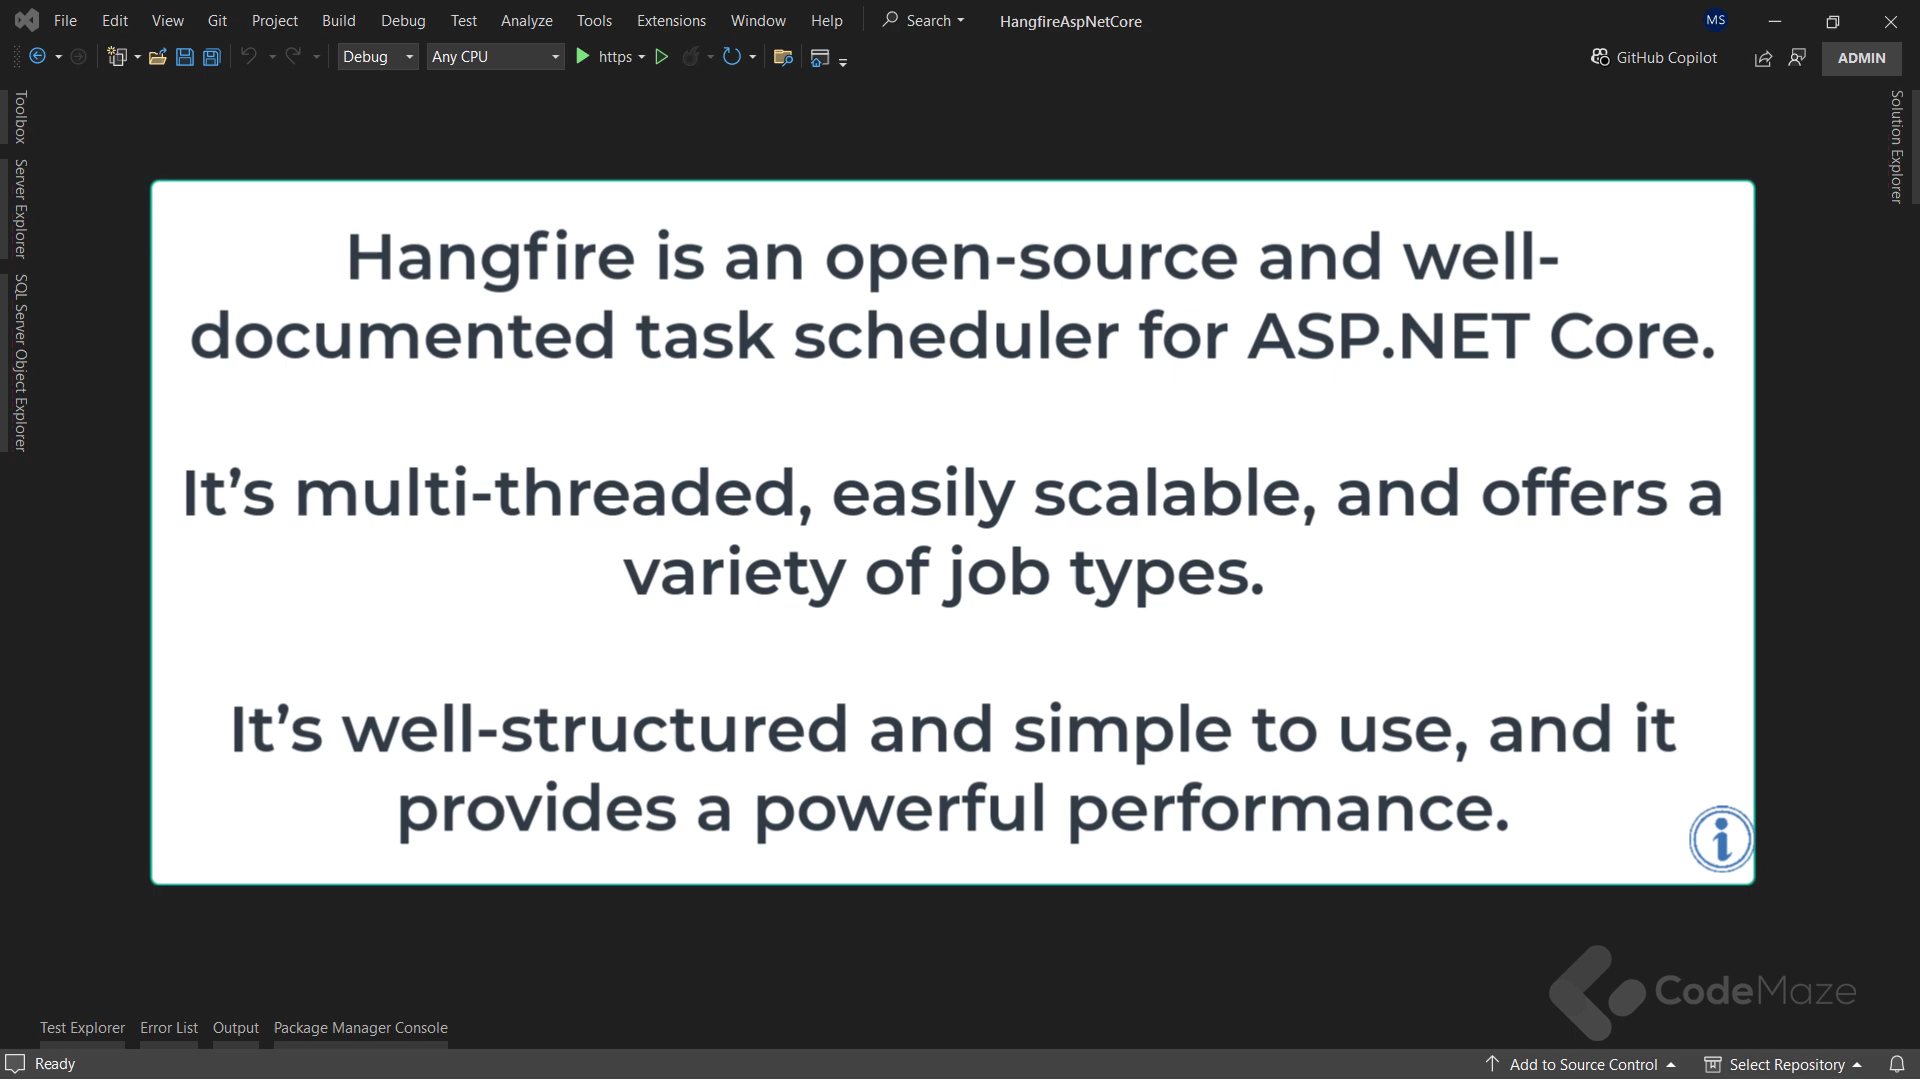 File Edit View Git Project Build Debug Test Analyze Tools Extensions Window Help Search HangfireAspNetCore MS
Debug Any CPU https GitHub Copilot ADMIN
Toolbox
Server Explorer
SQL Server Object Explorer
Solution Explorer
Hangfire is an open-source and well-
documented task scheduler for ASP.NET Core.
It’s multi-threaded, easily scalable, and offers a
variety of job types.
It’s well-structured and simple to use, and it
provides a powerful performance.
CodeMaze
Test Explorer Error List Output Package Manager Console
Ready Add to Source Control Select Repository